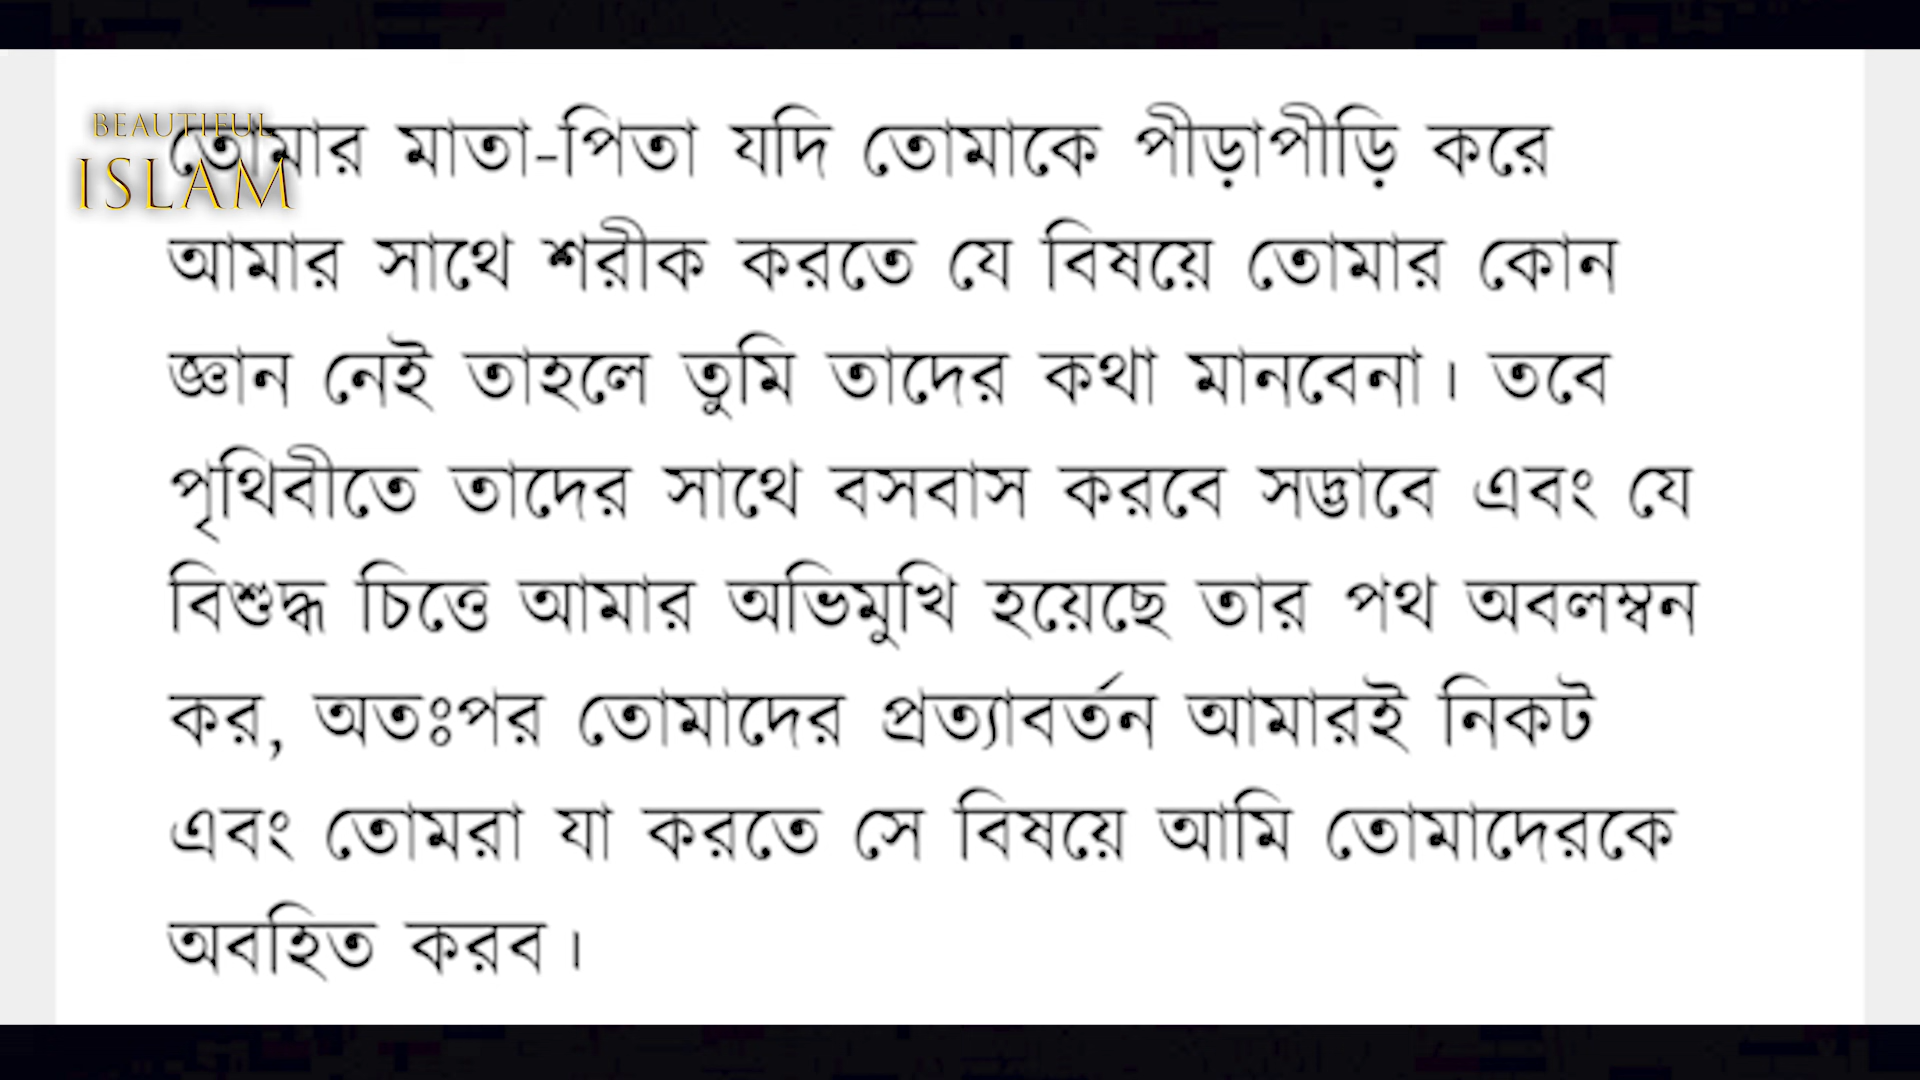 BEAUTIFUL
ISLAM
তোমার মাতা-পিতা যদি তোমাকে পীড়াপীড়ি করে
আমার সাথে শরীক করতে যে বিষয়ে তোমার কোন
জ্ঞান নেই তাহলে তুমি তাদের কথা মানবেনা। তবে
পৃথিবীতে তাদের সাথে বসবাস করবে সদ্ভাবে এবং যে
বিশুদ্ধ চিত্তে আমার অভিমুখি হয়েছে তার পথ অবলম্বন
কর, অতঃপর তোমাদের প্রত্যাবর্তন আমারই নিকট
এবং তোমরা যা করতে সে বিষয়ে আমি তোমাদেরকে
অবহিত করব।